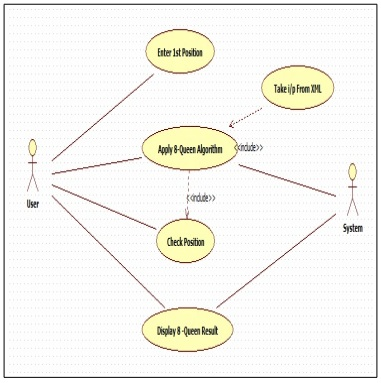 Enter 1st Position
Take i/p From XML
Apply 8-Queen Algorithm
<<include>>
<<include>>
User
System
Check Position
Display 8 -Queen Result